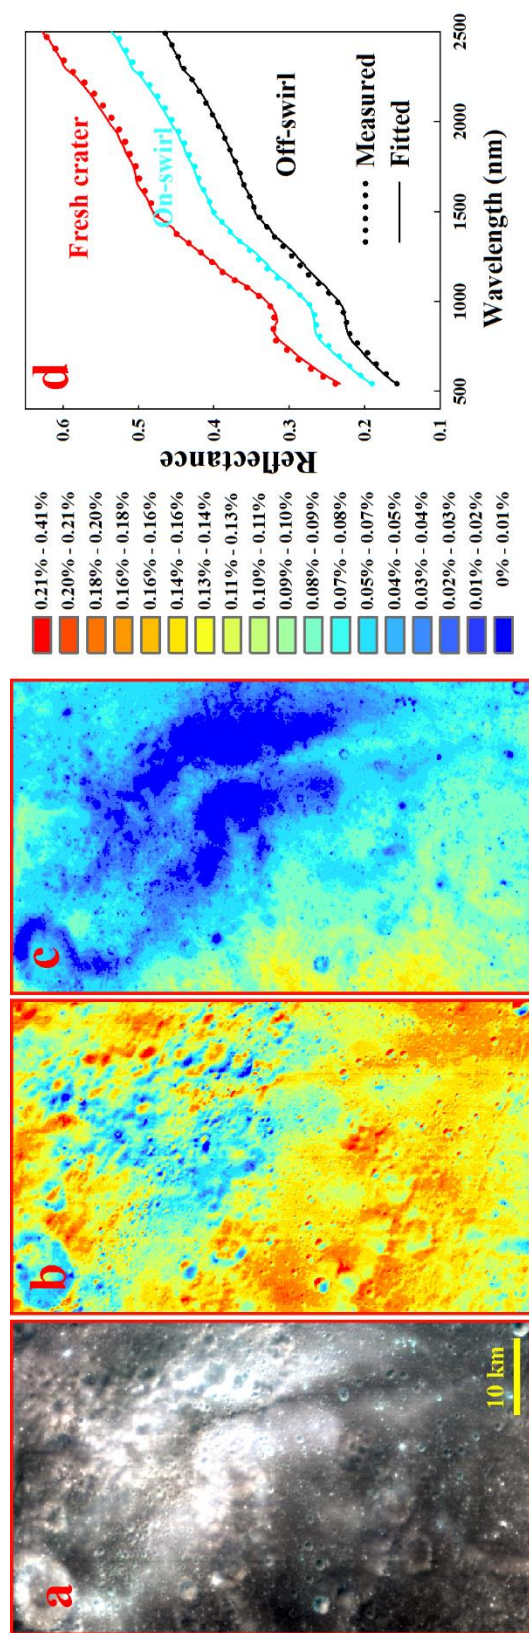 a
10 km
b
c
0.21% - 0.41%
0.20% - 0.21%
0.18% - 0.20%
0.16% - 0.18%
0.16% - 0.16%
0.14% - 0.16%
0.13% - 0.14%
0.11% - 0.13%
0.10% - 0.11%
0.09% - 0.10%
0.08% - 0.09%
0.07% - 0.08%
0.05% - 0.07%
0.04% - 0.05%
0.03% - 0.04%
0.02% - 0.03%
0.01% - 0.02%
0% - 0.01%
d
Fresh crater
On-swirl
Off-swirl
Measured
Fitted
Reflectance
0.6
0.5
0.4
0.3
0.2
0.1
500
1000
1500
2000
2500
Wavelength (nm)